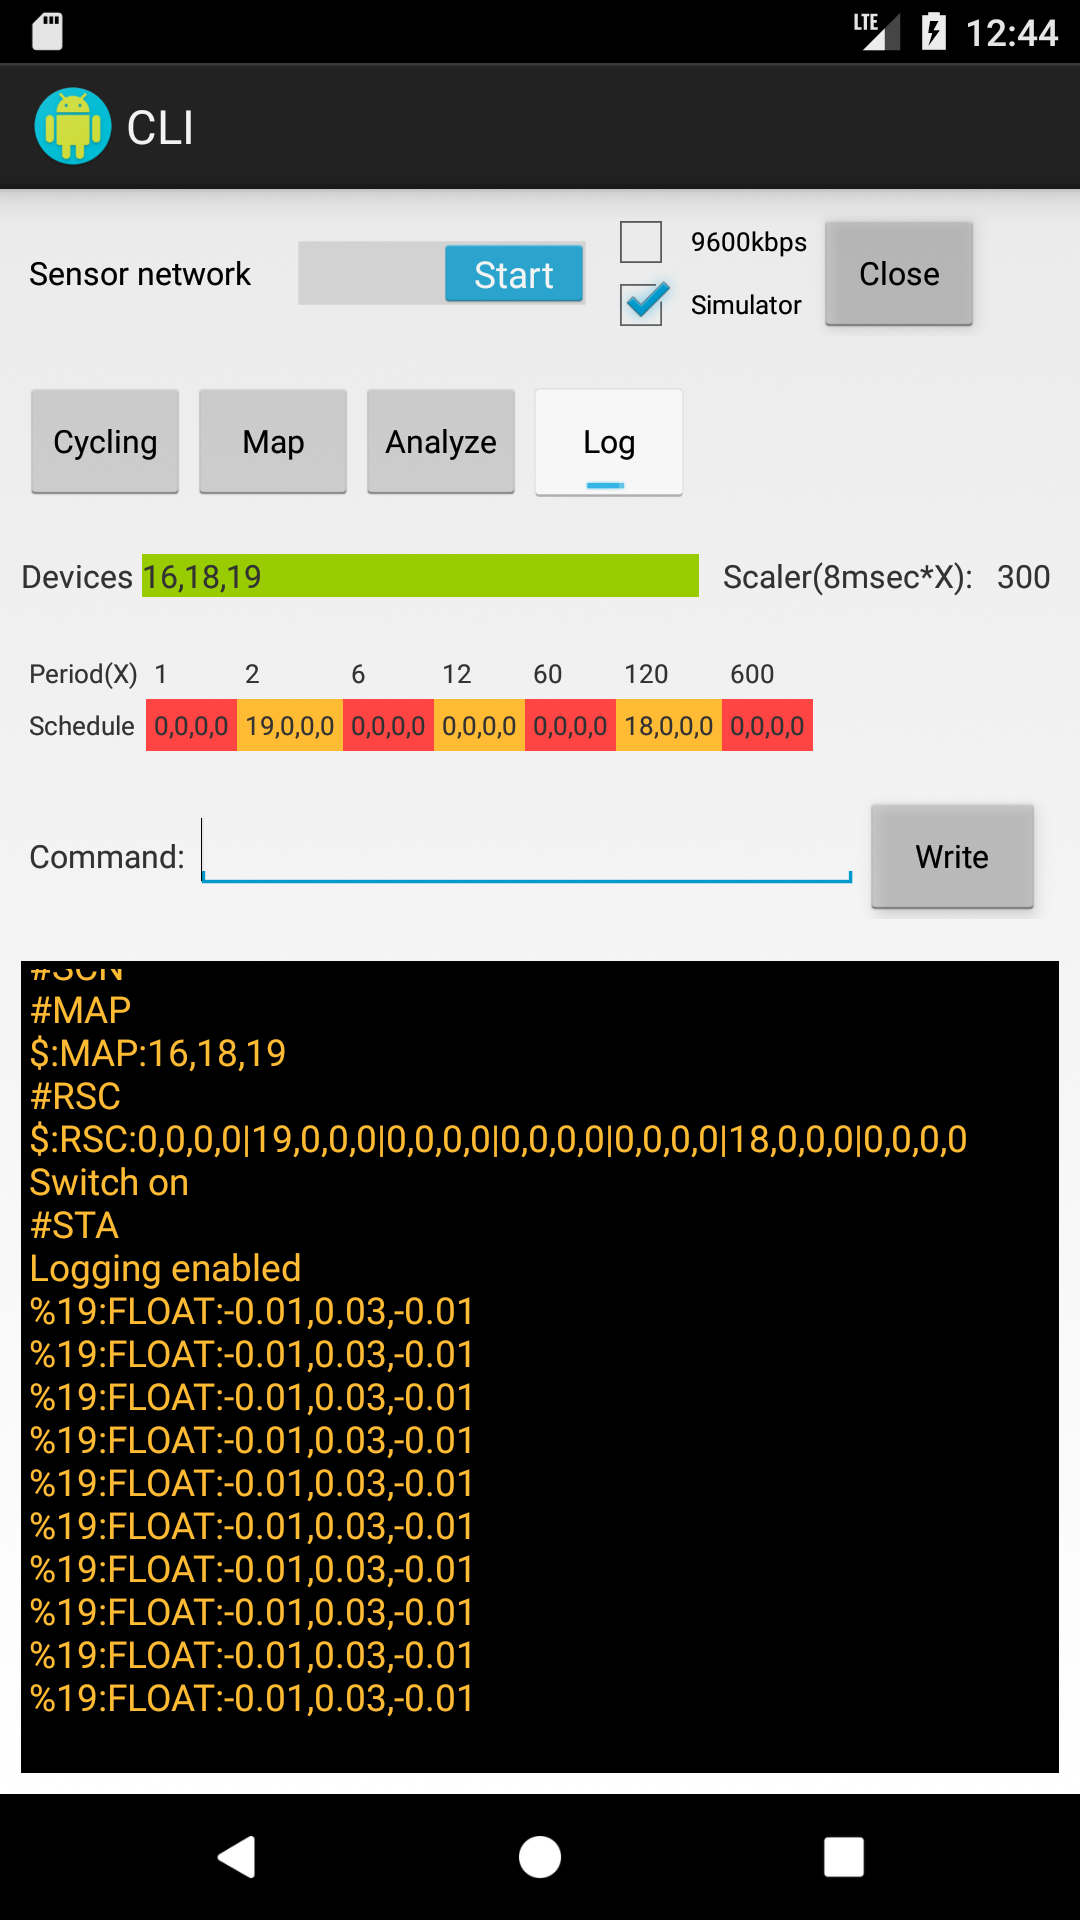 LTE 12:44
CLI
Sensor network Start 9600kbps Close
Simulator
Cycling Map Analyze Log
Devices 16,18,19 Scaler(8msec*X): 300
Period(X) 1 2 6 12 60 120 600
Schedule 0,0,0,0 19,0,0,0 0,0,0,0 0,0,0,0 0,0,0,0 18,0,0,0 0,0,0,0
Command: Write
#SCN
#MAP
$:MAP:16,18,19
#RSC
$:RSC:0,0,0,0|19,0,0,0|0,0,0,0|0,0,0,0|0,0,0,0|18,0,0,0|0,0,0,0
Switch on
#STA
Logging enabled
%19:FLOAT:-0.01,0.03,-0.01
%19:FLOAT:-0.01,0.03,-0.01
%19:FLOAT:-0.01,0.03,-0.01
%19:FLOAT:-0.01,0.03,-0.01
%19:FLOAT:-0.01,0.03,-0.01
%19:FLOAT:-0.01,0.03,-0.01
%19:FLOAT:-0.01,0.03,-0.01
%19:FLOAT:-0.01,0.03,-0.01
%19:FLOAT:-0.01,0.03,-0.01
%19:FLOAT:-0.01,0.03,-0.01